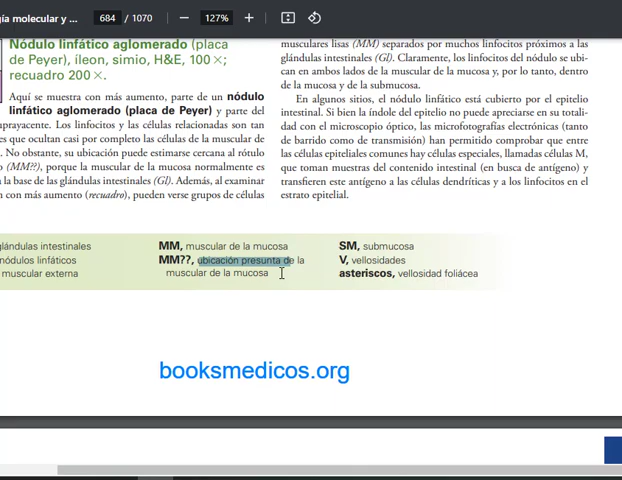 gía molecular y ...
684 / 1070
127%
Nódulo linfático aglomerado (placa
de Peyer), íleon, simio, H&E, 100 ×;
recuadro 200 ×.
Aquí se muestra con más aumento, parte de un nódulo
linfático aglomerado (placa de Peyer) y parte del
uprayacente. Los linfocitos y las células relacionadas son tan
es que ocultan casi por completo las células de la muscular de
. No obstante, su ubicación puede estimarse cercana al rótulo
o (MM??), porque la muscular de la mucosa normalmente es
a la base de las glándulas intestinales (Gl). Además, al examinar
n con más aumento (recuadro), pueden verse grupos de células
musculares lisas (MM) separados por muchos linfocitos próximos a las
glándulas intestinales (Gl). Claramente, los linfocitos del nódulo se ubi-
can en ambos lados de la muscular de la mucosa y, por lo tanto, dentro
de la mucosa y de la submucosa.
En algunos sitios, el nódulo linfático está cubierto por el epitelio
intestinal. Si bien la índole del epitelio no puede apreciarse en su totali-
dad con el microscopio óptico, las microfotografías electrónicas (tanto
de barrido como de transmisión) han permitido comprobar que entre
las células epiteliales comunes hay células especiales, llamadas células M,
que toman muestras del contenido intestinal (en busca de antígeno) y
transfieren este antígeno a las células dendríticas y a los linfocitos en el
estrato epitelial.
glándulas intestinales
nódulos linfáticos
muscular externa
MM, muscular de la mucosa
MM??, ubicación presunta de la
muscular de la mucosa
SM, submucosa
V, vellosidades
asteriscos, vellosidad foliácea
booksmedicos.org